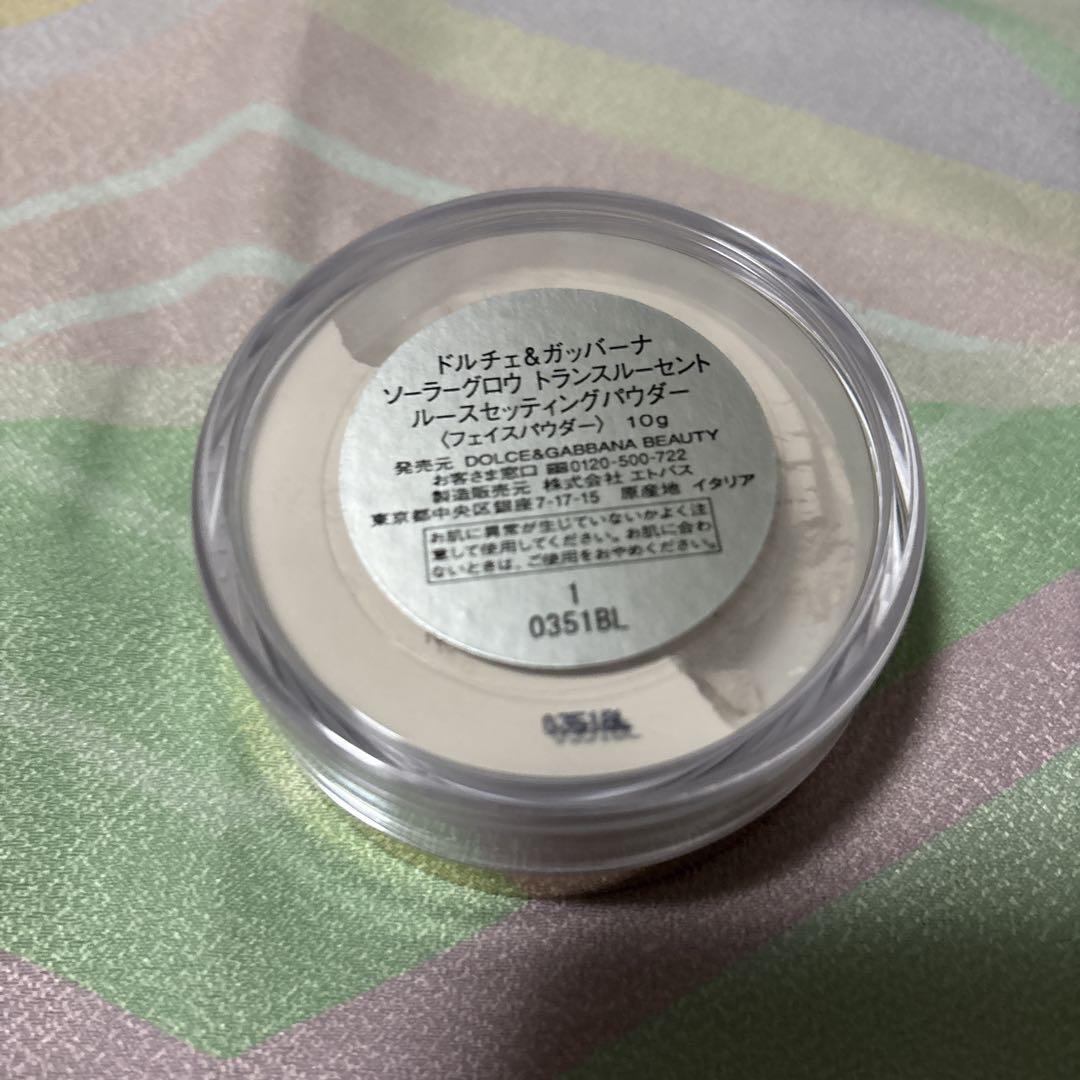 ドルチェ&ガッバーナ
ソーラーグロウ トランスルーセント
ルースセッティングパウダー
〈フェイスパウダー〉 10g
発売元 DOLCE&GABBANA BEAUTY
お客さま窓口 0120-500-722
製造販売元 株式会社 エトバス
東京都中央区銀座7-17-15 原産地 イタリア
お肌に異常が生じていないかよく注
意して使用してください。お肌に合わ
ないときは、ご使用をおやめください。
1
0351BL
0351BL